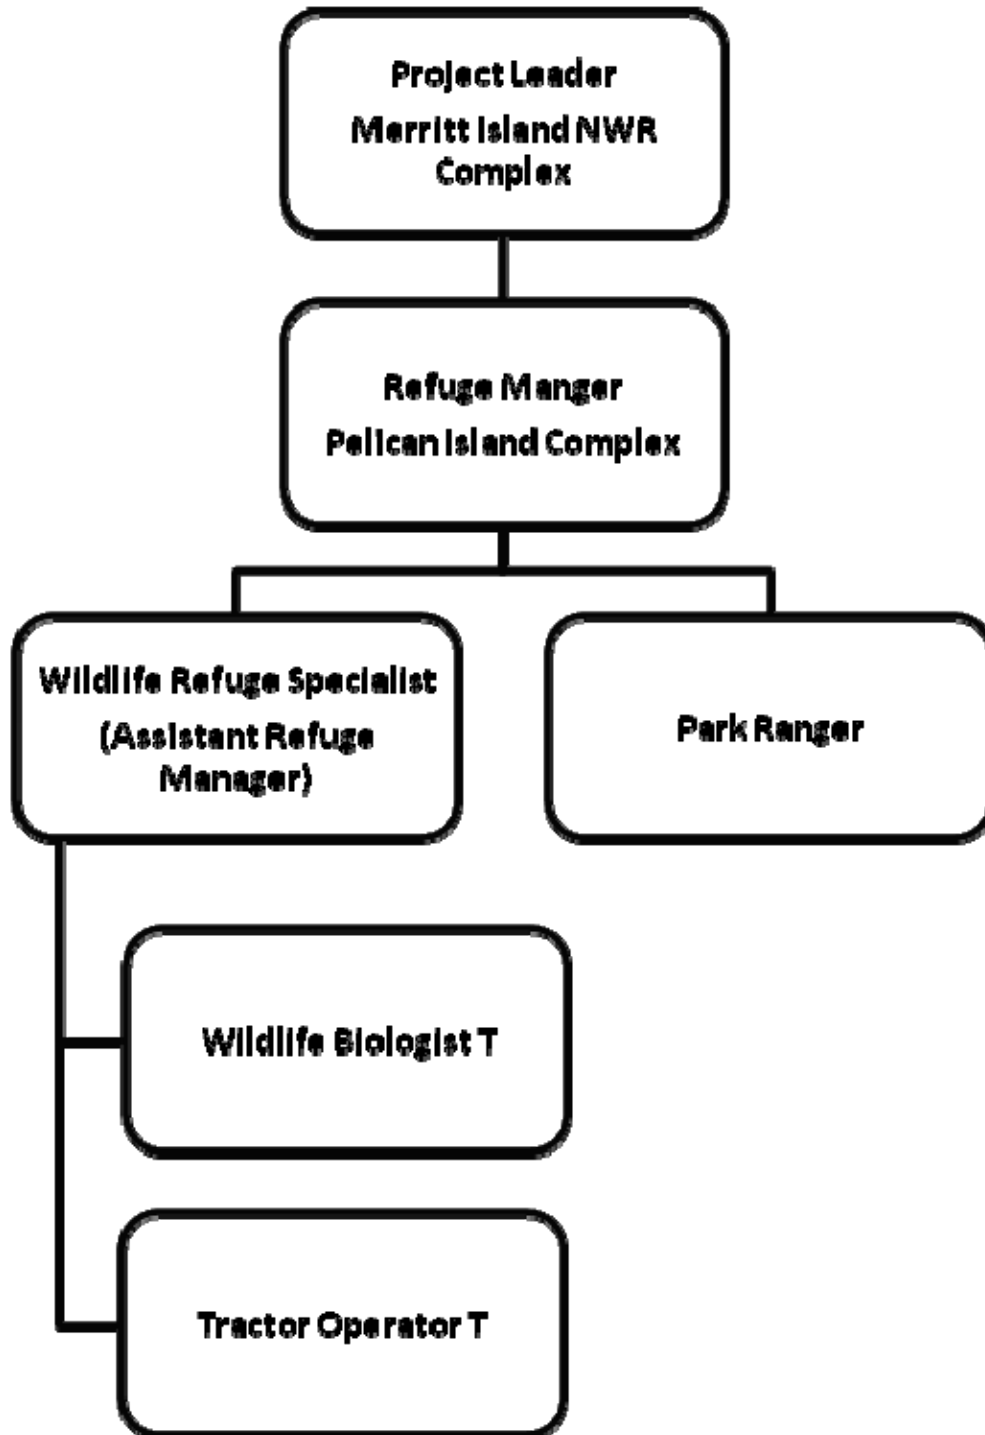 Project Leader
Merritt Island NWR
Complex
Refuge Manger
Pelican Island Complex
Wildlife Refuge Specialist
(Assistant Refuge
Manager)
Park Ranger
Wildlife Biologist T
Tractor Operator T